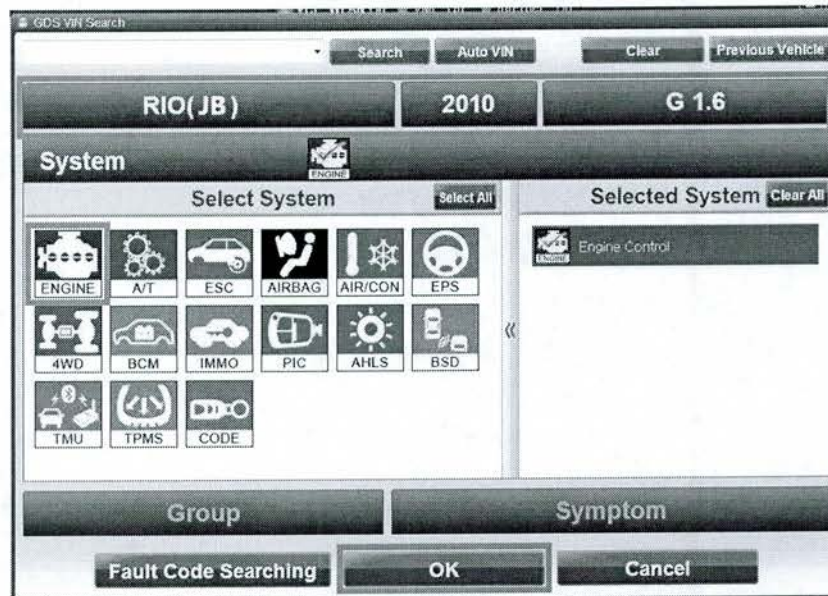 GDS VIN Search
Search Auto VIN Clear Previous Vehicle
RIO(JB) 2010 G 1.6
System ENGINE
Select System Select All Selected System Clear All
ENGINE Engine Control
ENGINE A/T ESC AIRBAG AIR/CON EPS
4WD BCM IMMO PIC AHLS BSD
TMU TPMS CODE
Group Symptom
Fault Code Searching OK Cancel